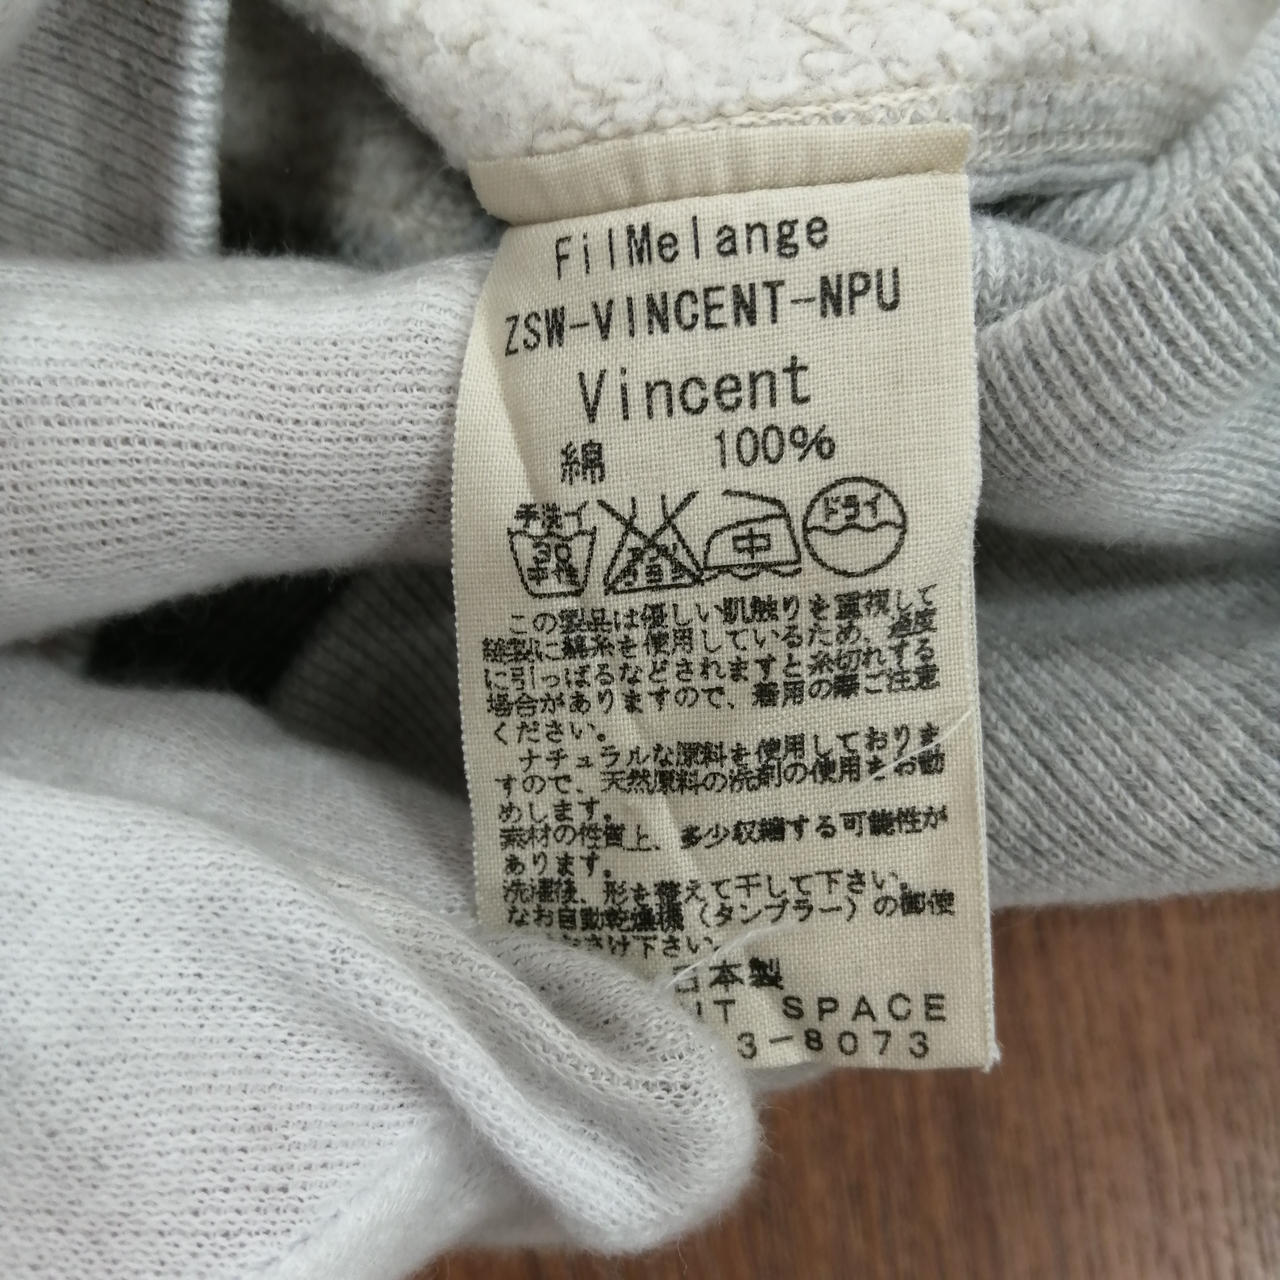 FilMelange
ZSW-VINCENT-NPU
Vincent
綿 100%
手洗イ ドライ
30 中
中性
この製品は優しい肌触りを重視して
縫製に綿糸を使用しているため、過度
に引っぱるなどされますと糸切れする
場合がありますので、着用の際ご注意
ください。
ナチュラルな原料を使用しておりま
すので、天然原料の洗剤の使用をお勧
めします。
素材の性質上、多少収縮する可能性が
あります。
洗濯後、形を整えて干して下さい。
なお自動乾燥機(タンブラー)の御使
おさけ下さい。
日本製
IT SPACE
3-8073